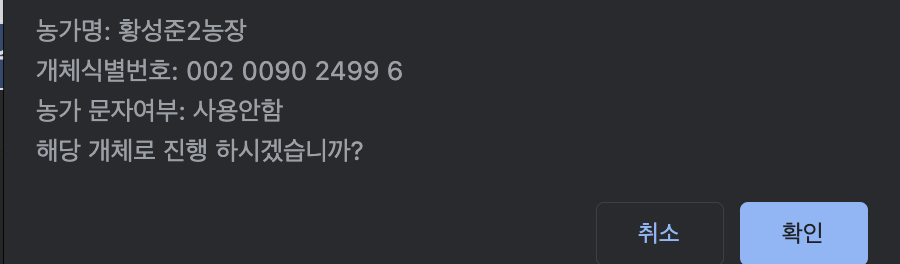 농가명: 황성준2농장
개체식별번호: 002 0090 2499 6
농가 문자여부: 사용안함
해당 개체로 진행 하시겠습니까?
취소 확인